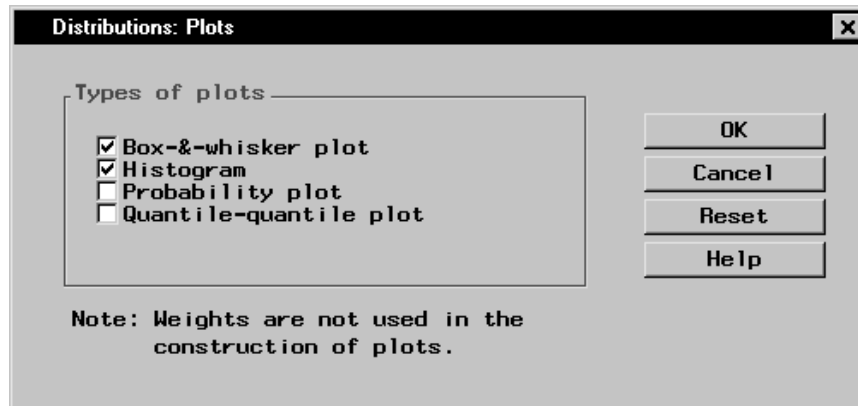 Distributions: Plots
Types of plots
Box-&-whisker plot
Histogram
Probability plot
Quantile-quantile plot
OK
Cancel
Reset
Help
Note: Weights are not used in the
construction of plots.